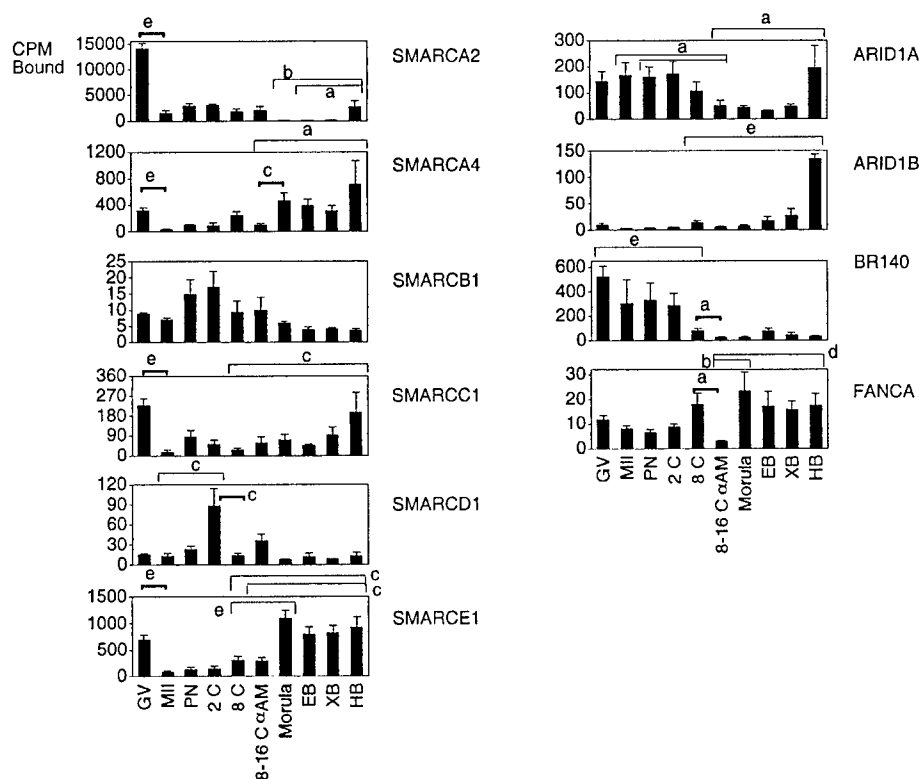 CPM
Bound
e
15000
10000
5000
0
b
a
SMARCA2
a
1200
800
400
0
e
c
SMARCA4
25
20
15
10
5
0
SMARCB1
c
e
360
270
180
90
0
SMARCC1
c
c
120
90
60
30
0
SMARCD1
e
c
c
e
1500
1000
500
0
SMARCE1
GV
MII
PN
2 C
8 C
8-16 C αAM
Morula
EB
XB
HB
a
a
300
200
100
0
ARID1A
e
150
100
50
0
ARID1B
e
a
600
400
200
0
BR140
d
b
a
30
20
10
0
FANCA
GV
MII
PN
2 C
8 C
8-16 C αAM
Morula
EB
XB
HB